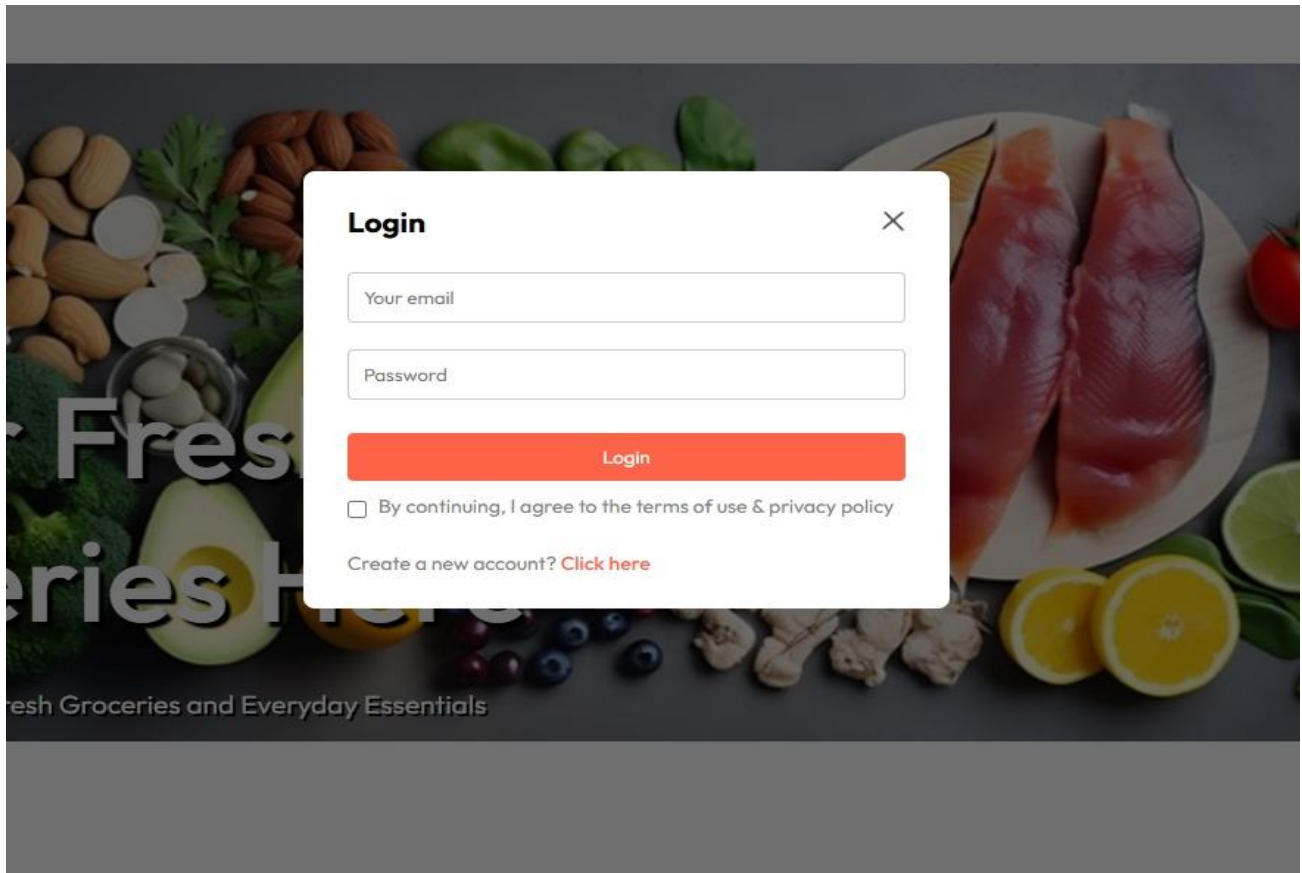 Login
Your email
Password
Fres
Login
By continuing, I agree to the terms of use & privacy policy
eries Here
Create a new account? Click here
resh Groceries and Everyday Essentials